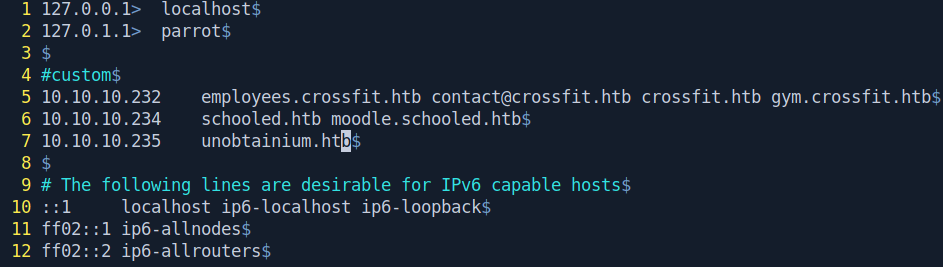 1 127.0.0.1>  localhost$
2 127.0.1.1>  parrot$
3 $
4 #custom$
5 10.10.10.232    employees.crossfit.htb contact@crossfit.htb crossfit.htb gym.crossfit.htb$
6 10.10.10.234    schooled.htb moodle.schooled.htb$
7 10.10.10.235    unobtainium.htb$
8 $
9 # The following lines are desirable for IPv6 capable hosts$
10 ::1     localhost ip6-localhost ip6-loopback$
11 ff02::1 ip6-allnodes$
12 ff02::2 ip6-allrouters$